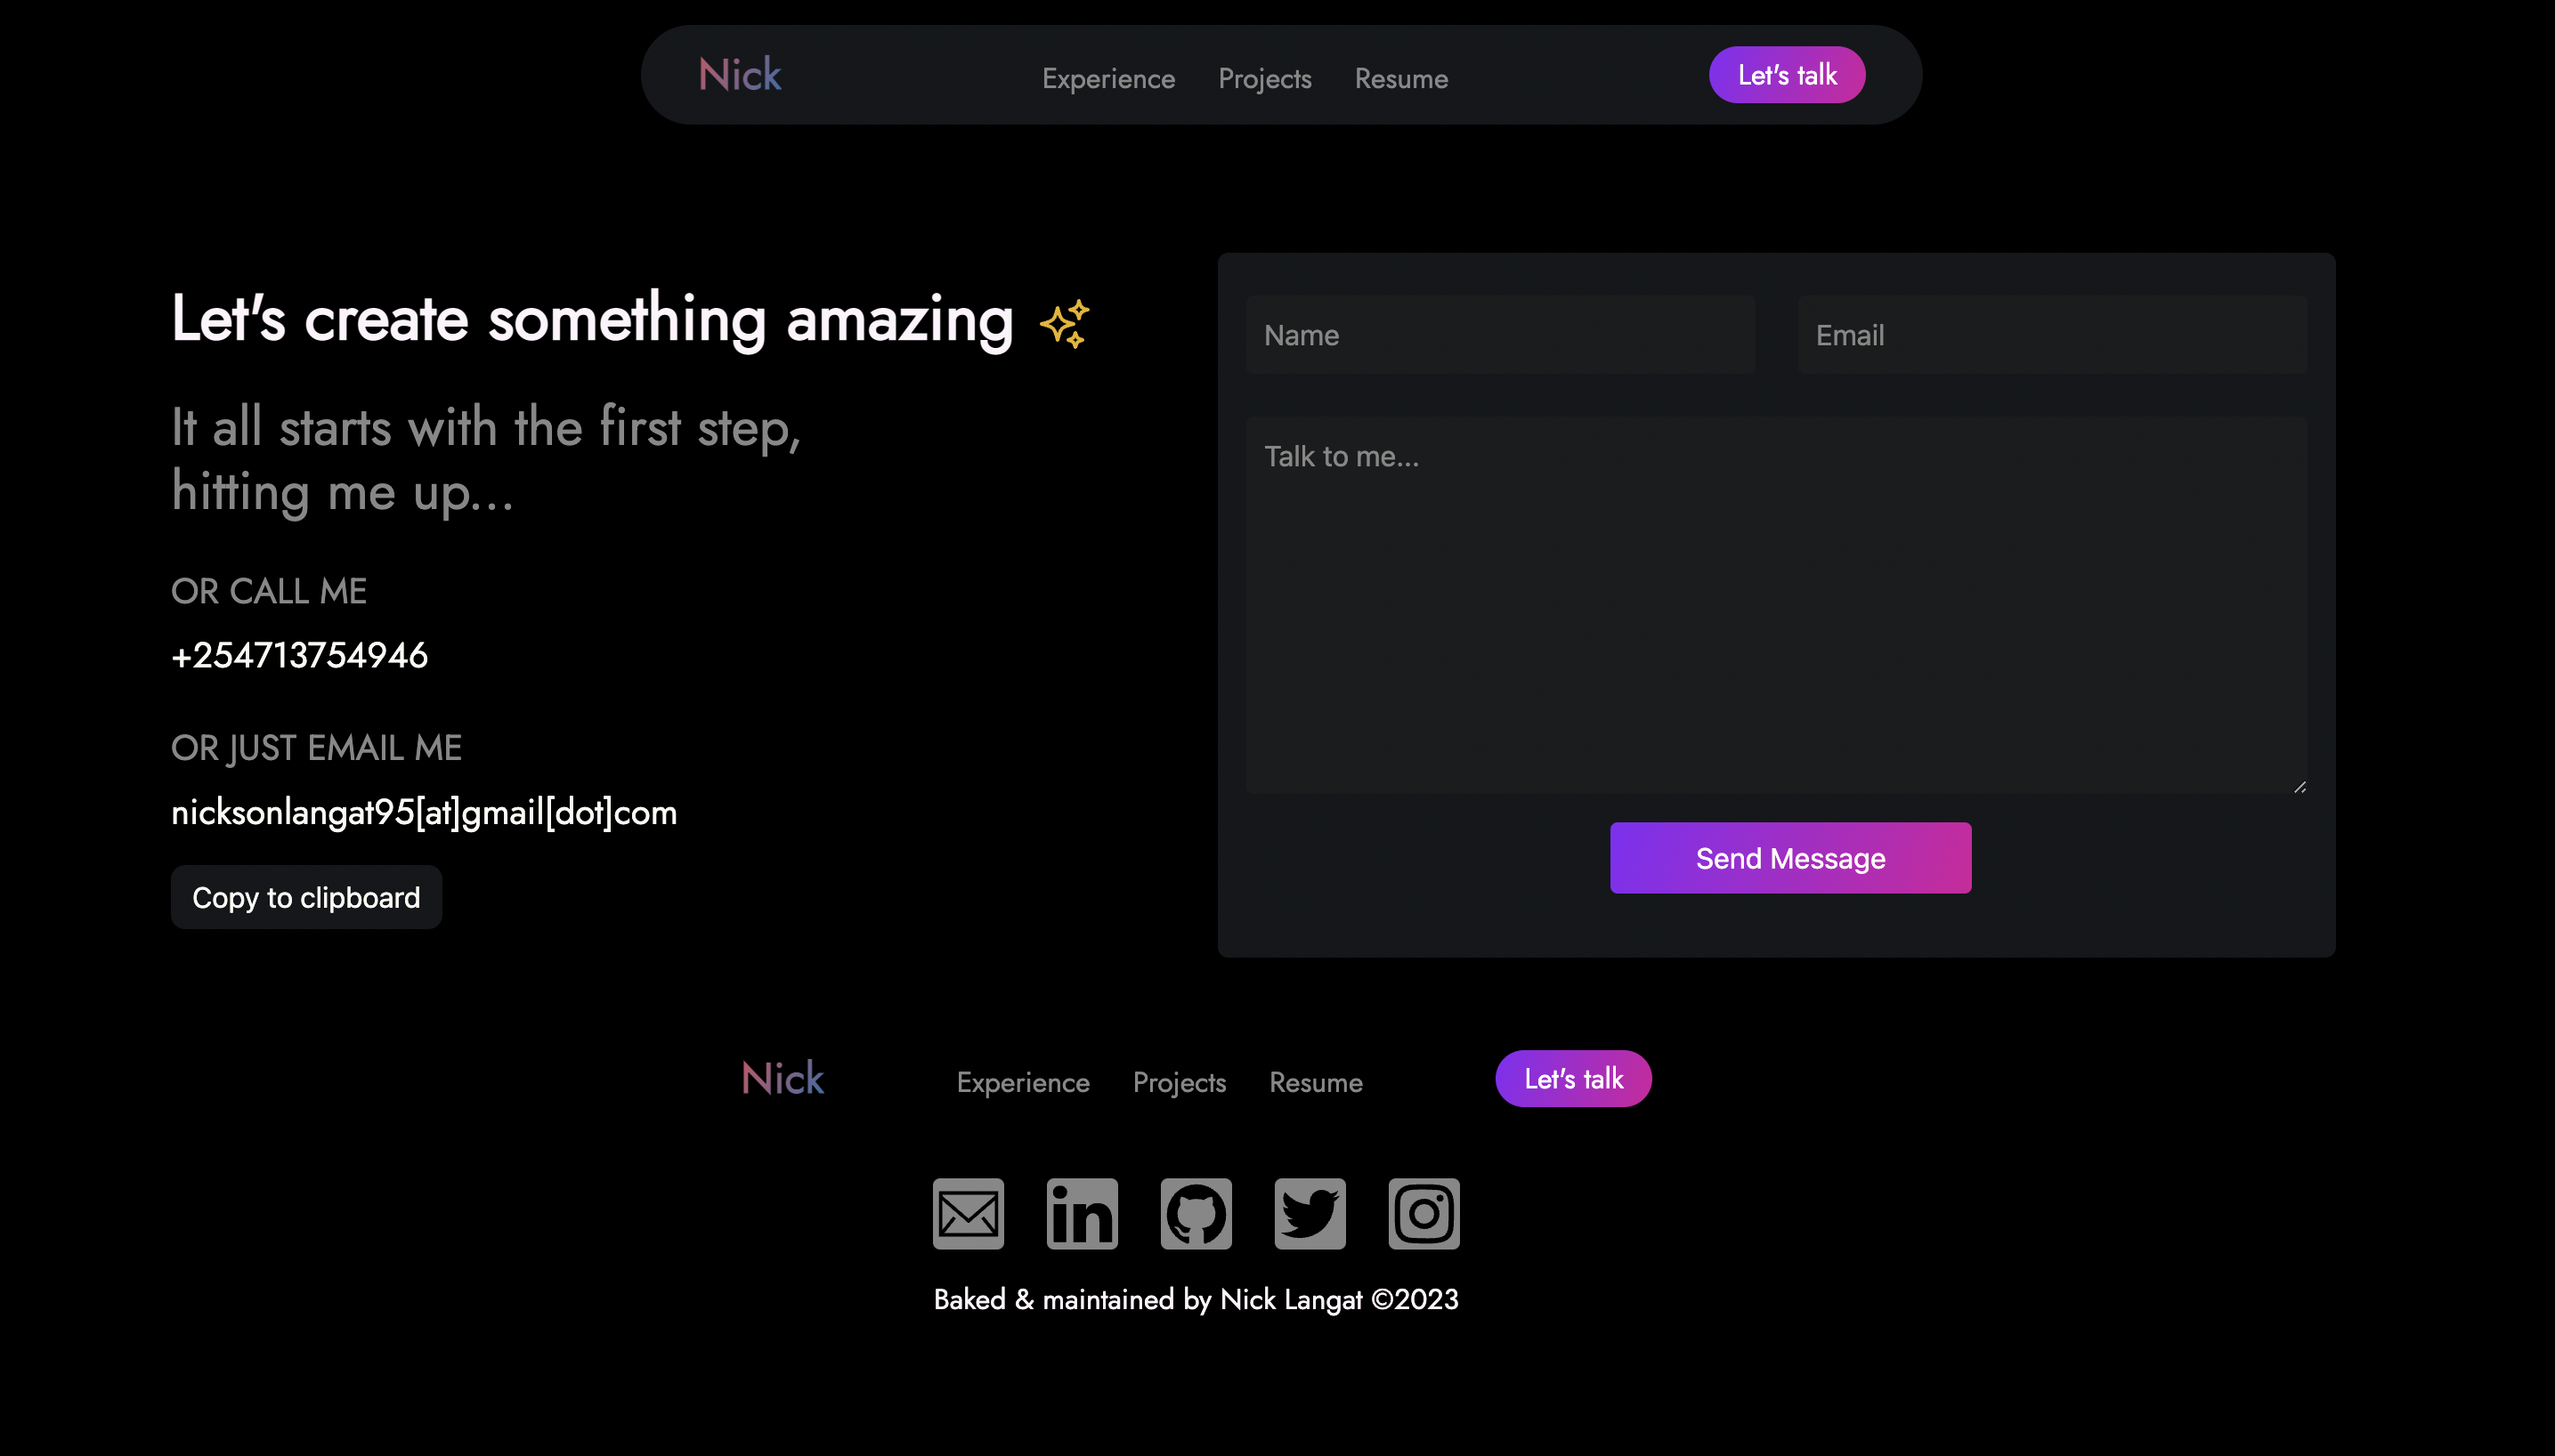 Nick
Experience Projects Resume
Let's talk
Let's create something amazing
It all starts with the first step,
hitting me up...
OR CALL ME
+254713754946
OR JUST EMAIL ME
nicksonlangat95[at]gmail[dot]com
Copy to clipboard
Name
Email
Talk to me...
Send Message
Nick
Experience Projects Resume
Let's talk
in
Baked & maintained by Nick Langat ©2023